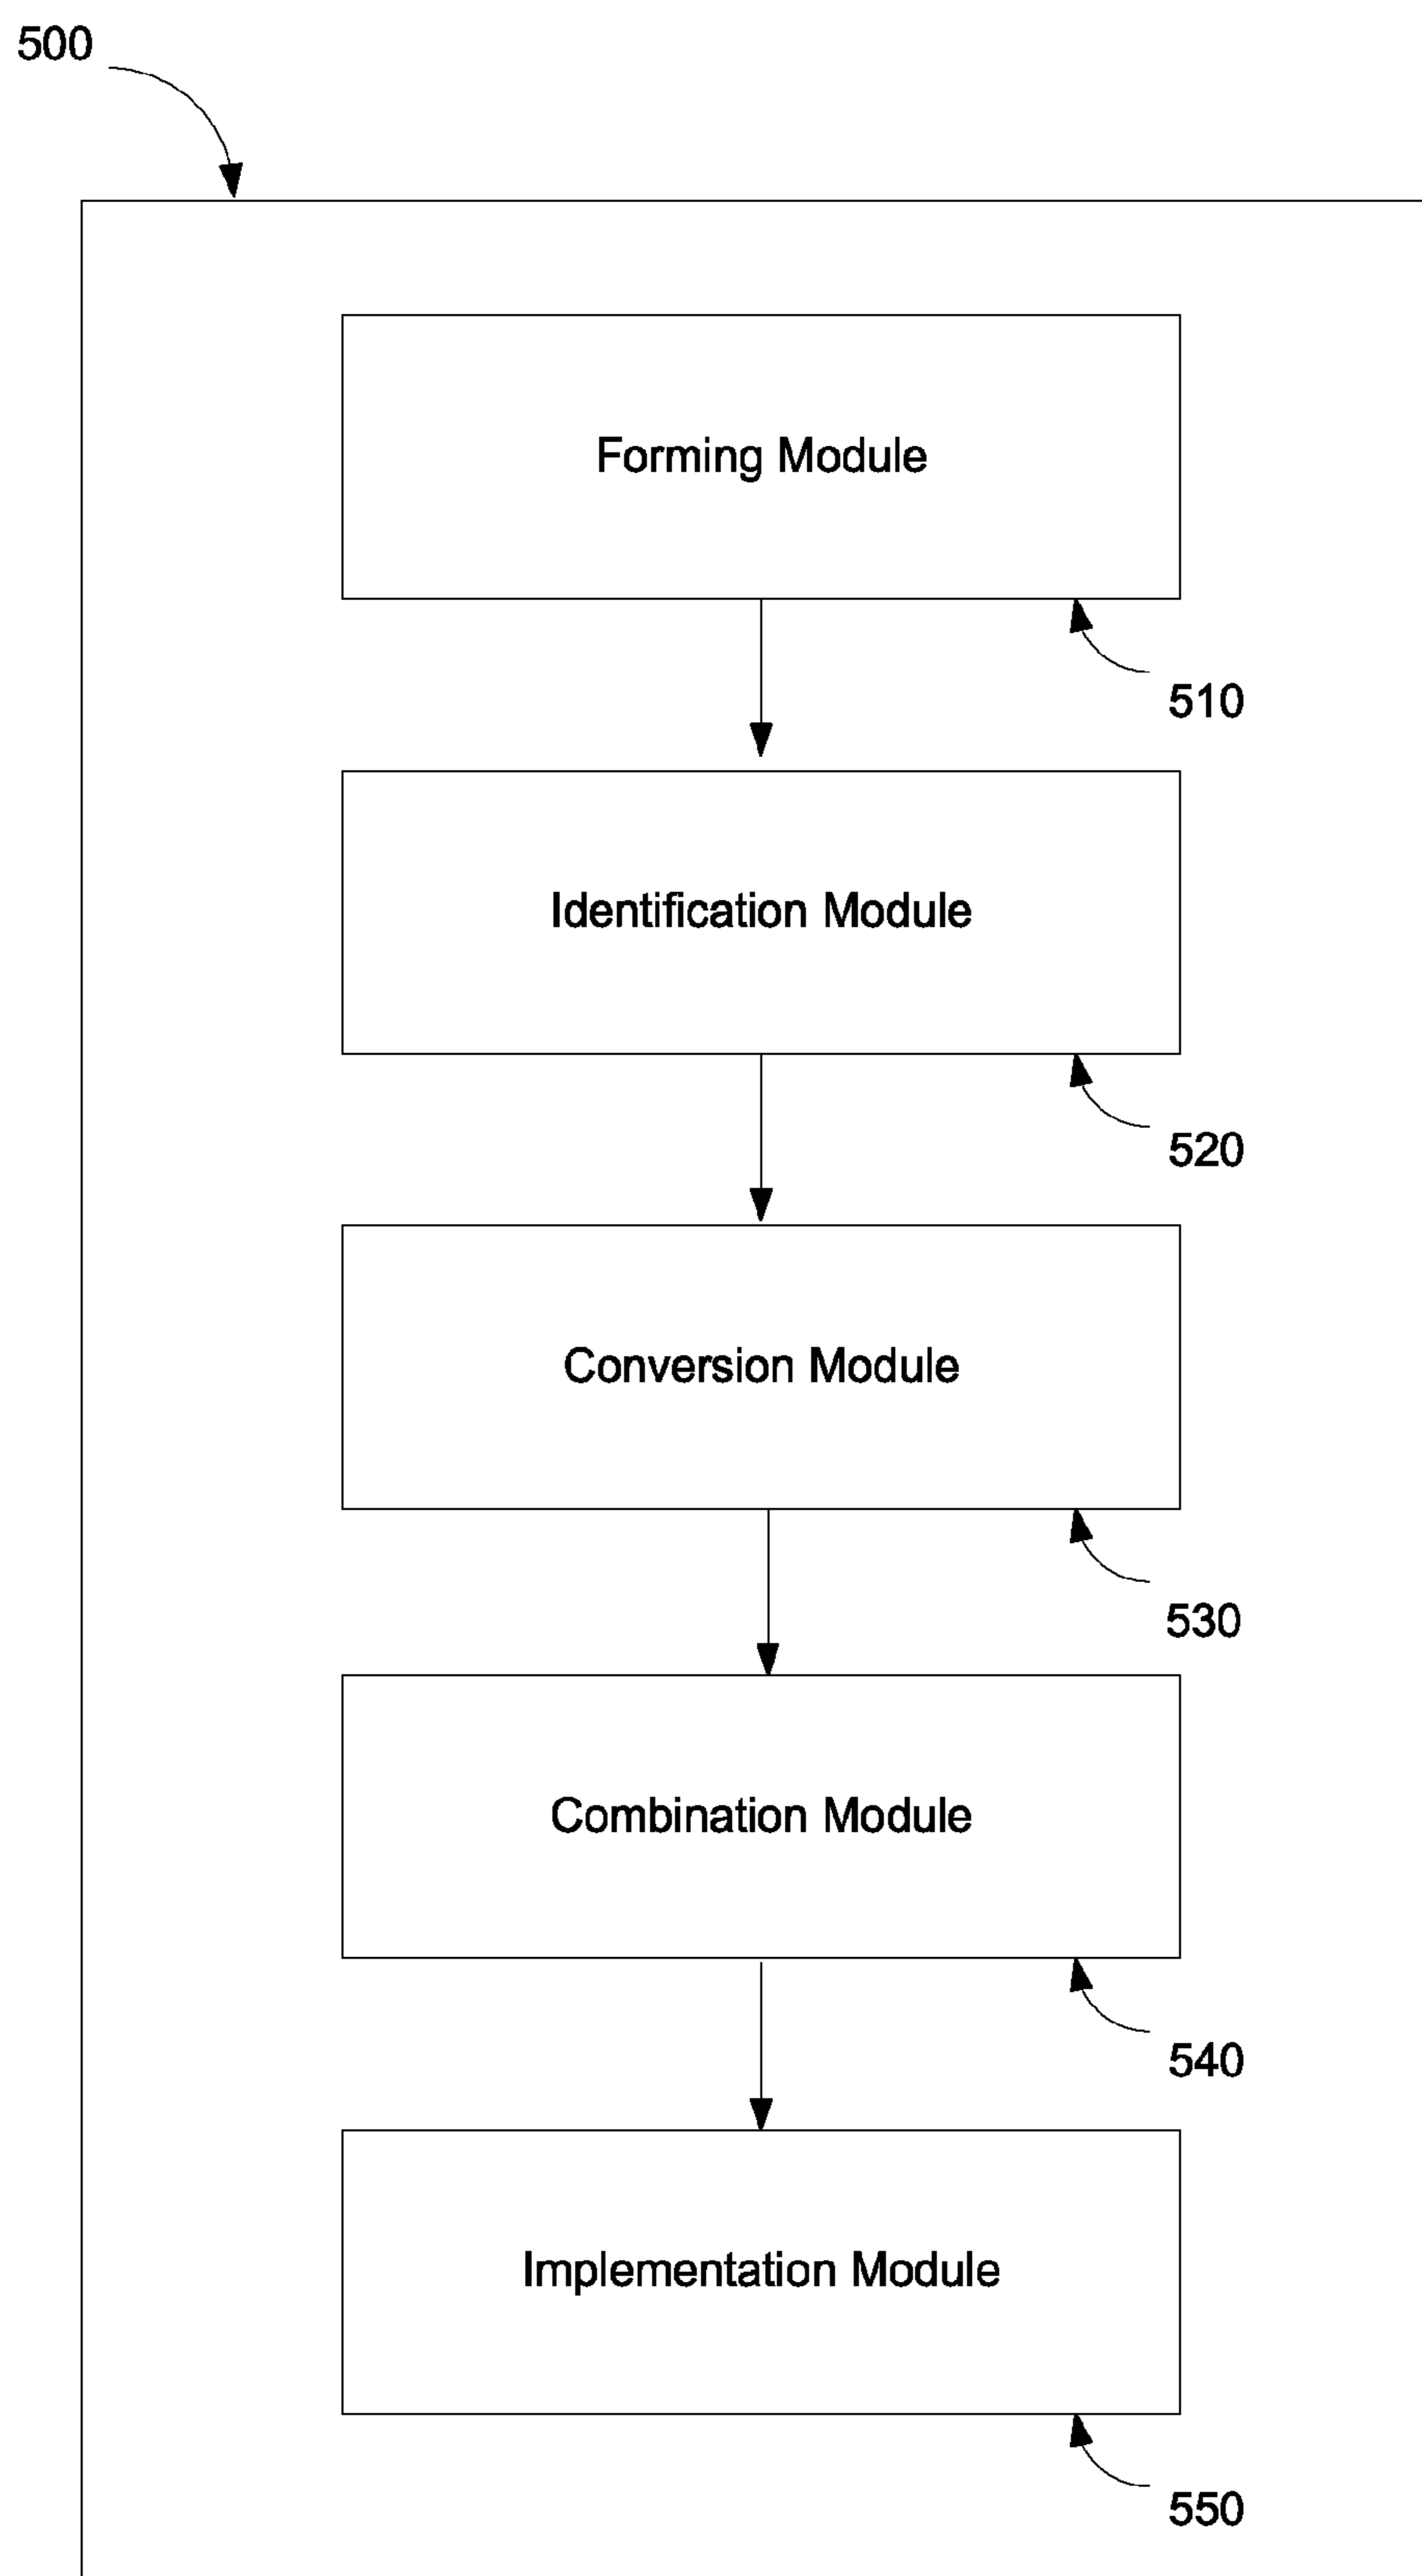 500
Forming Module
510
Identification Module
520
Conversion Module
530
Combination Module
540
Implementation Module
550